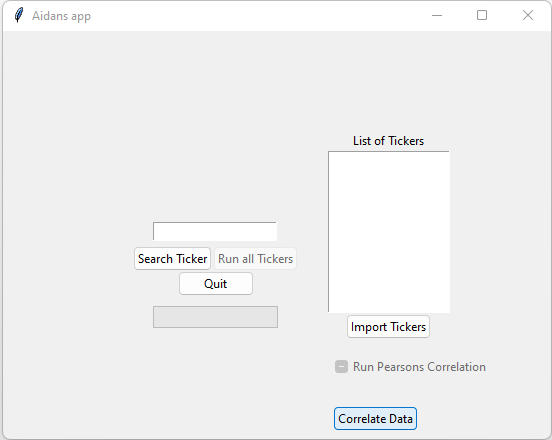 Aidans app
List of Tickers
Search Ticker
Run all Tickers
Quit
Import Tickers
Run Pearsons Correlation
Correlate Data